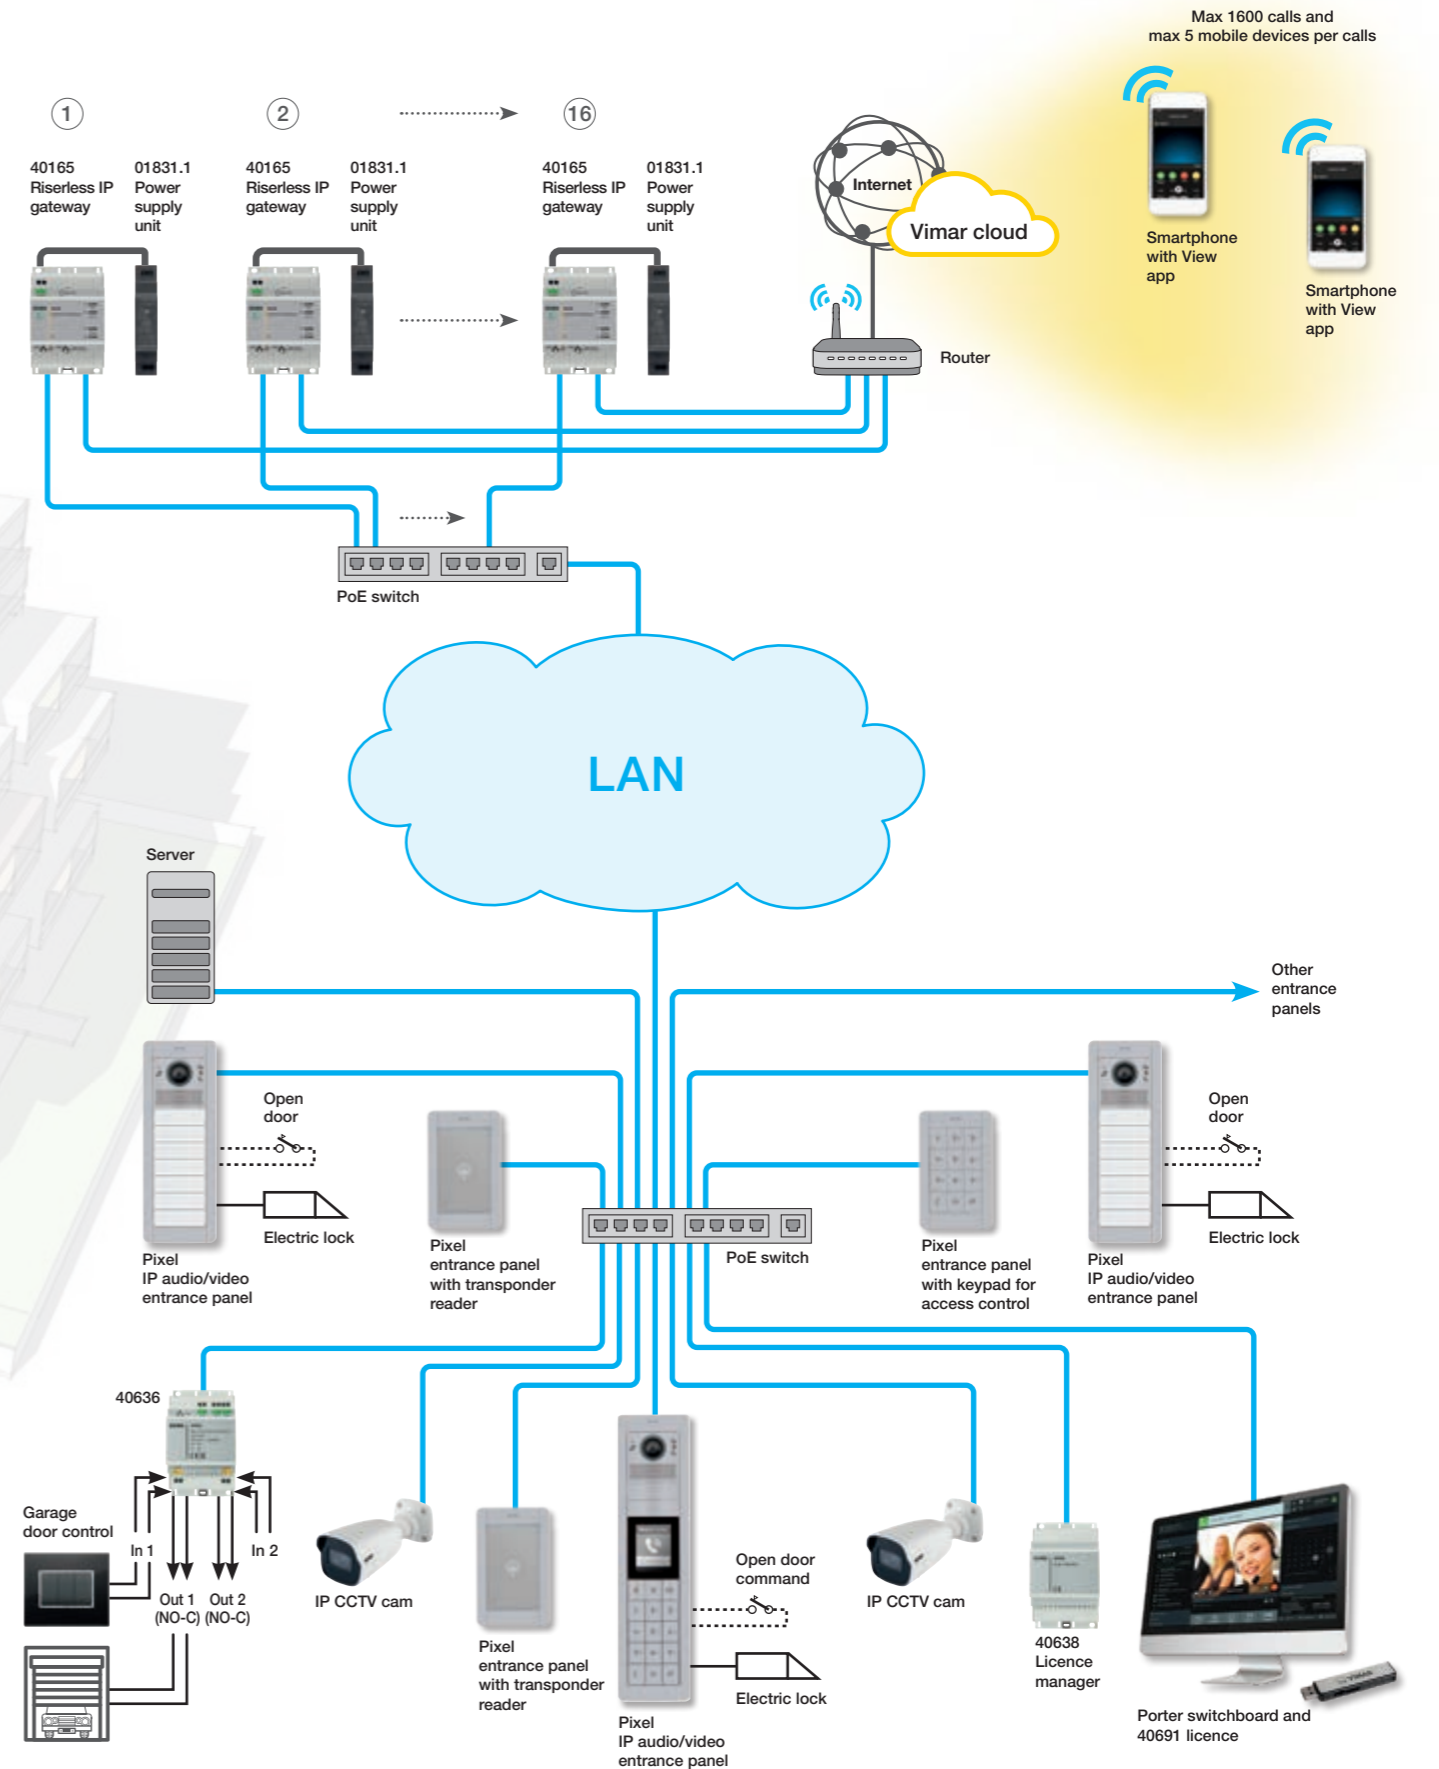 Max 1600 calls and
max 5 mobile devices per calls
1
2
16
40165
Riserless IP
gateway
01831.1
Power
supply
unit
40165
Riserless IP
gateway
01831.1
Power
supply
unit
40165
Riserless IP
gateway
01831.1
Power
supply
unit
Internet
Vimar cloud
Smartphone
with View
app
Smartphone
with View
app
Router
PoE switch
LAN
Server
Other
entrance
panels
Open
door
Electric lock
Pixel
IP audio/video
entrance panel
Pixel
entrance panel
with transponder
reader
PoE switch
Pixel
entrance panel
with keypad for
access control
Open
door
Electric lock
Pixel
IP audio/video
entrance panel
40636
Garage
door control
In 1
In 2
Out 1
(NO-C)
Out 2
(NO-C)
IP CCTV cam
Pixel
entrance panel
with transponder
reader
Open door
command
Electric lock
Pixel
IP audio/video
entrance panel
IP CCTV cam
40638
Licence
manager
Porter switchboard and
40691 licence